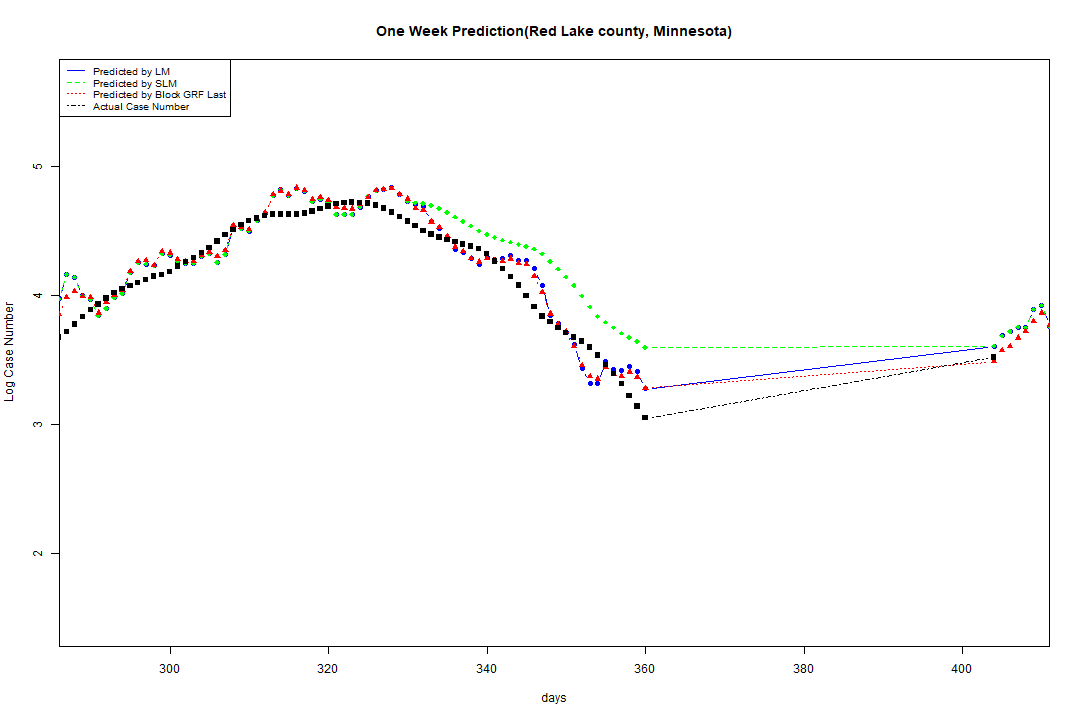 One Week Prediction(Red Lake county, Minnesota)
Predicted by LM
Predicted by SLM
Predicted by Block GRF Last
Actual Case Number
5
4
3
2
Log Case Number
300 320 340 360 380 400
days